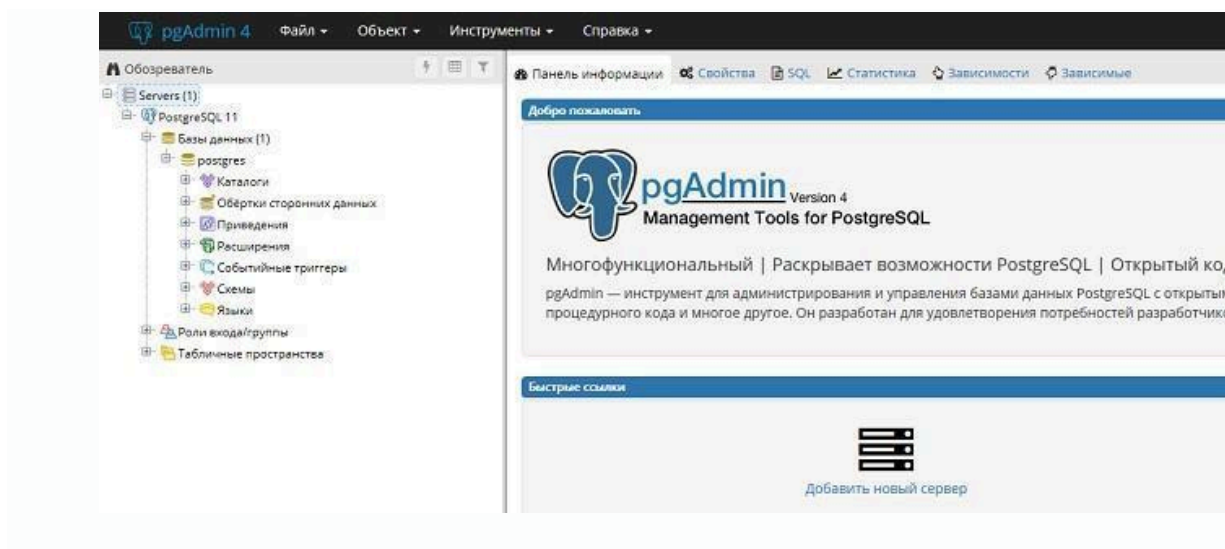 pgAdmin 4 Файл Объект Инструменты Справка
Обозреватель
Servers (1)
PostgreSQL 11
Базы данных (1)
postgres
Каталоги
Обёртки сторонних данных
Приведения
Расширения
Событийные триггеры
Схемы
Языки
Роли входа/группы
Табличные пространства
Панель информации Свойства SQL Статистика Зависимости Зависимые
Добро пожаловать
pgAdmin Version 4
Management Tools for PostgreSQL
Многофункциональный | Раскрывает возможности PostgreSQL | Открытый ко
pgAdmin — инструмент для администрирования и управления базами данных PostgreSQL с открыты
процедурного кода и многое другое. Он разработан для удовлетворения потребностей разработчик
Быстрые ссылки
Добавить новый сервер